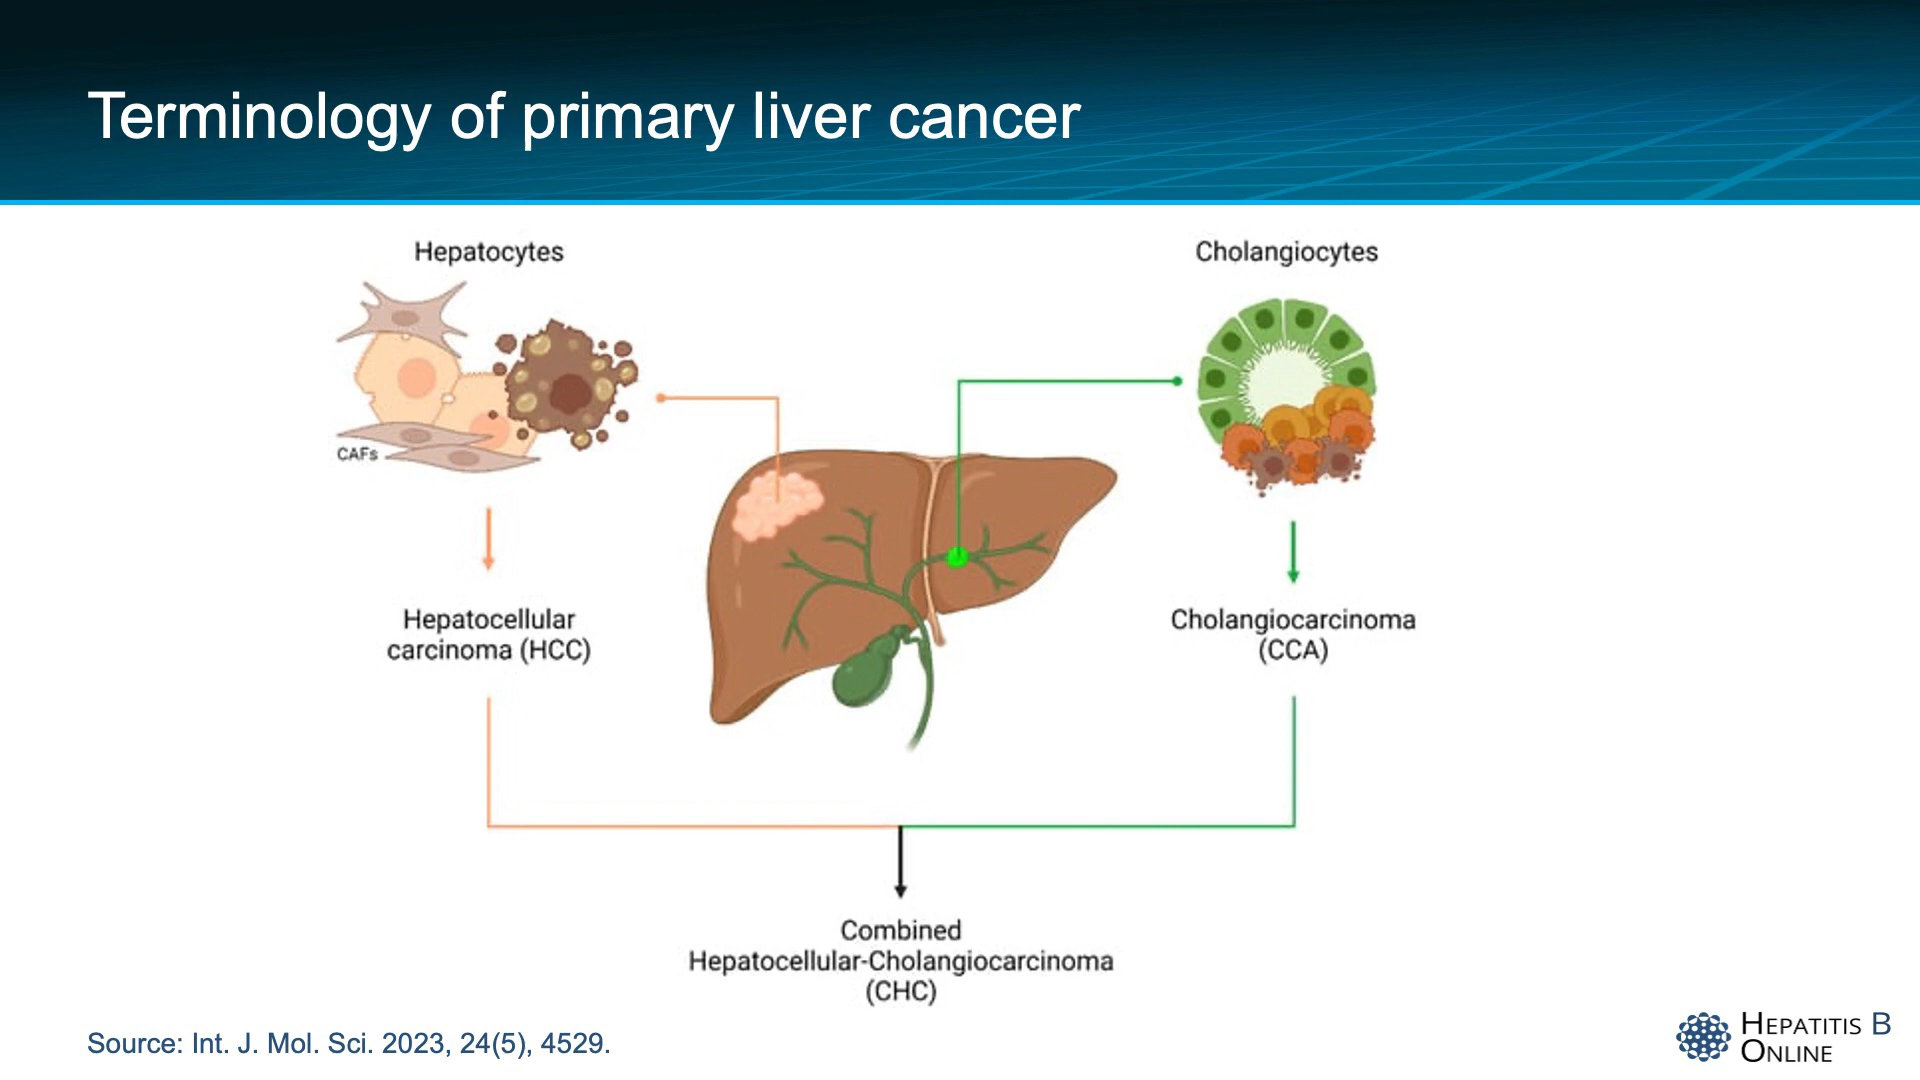 Terminology of primary liver cancer
Hepatocytes
Cholangiocytes
CAFs
Hepatocellular
carcinoma (HCC)
Cholangiocarcinoma
(CCA)
Combined
Hepatocellular-Cholangiocarcinoma
(CHC)
Source: Int. J. Mol. Sci. 2023, 24(5), 4529.
HEPATITIS B
ONLINE